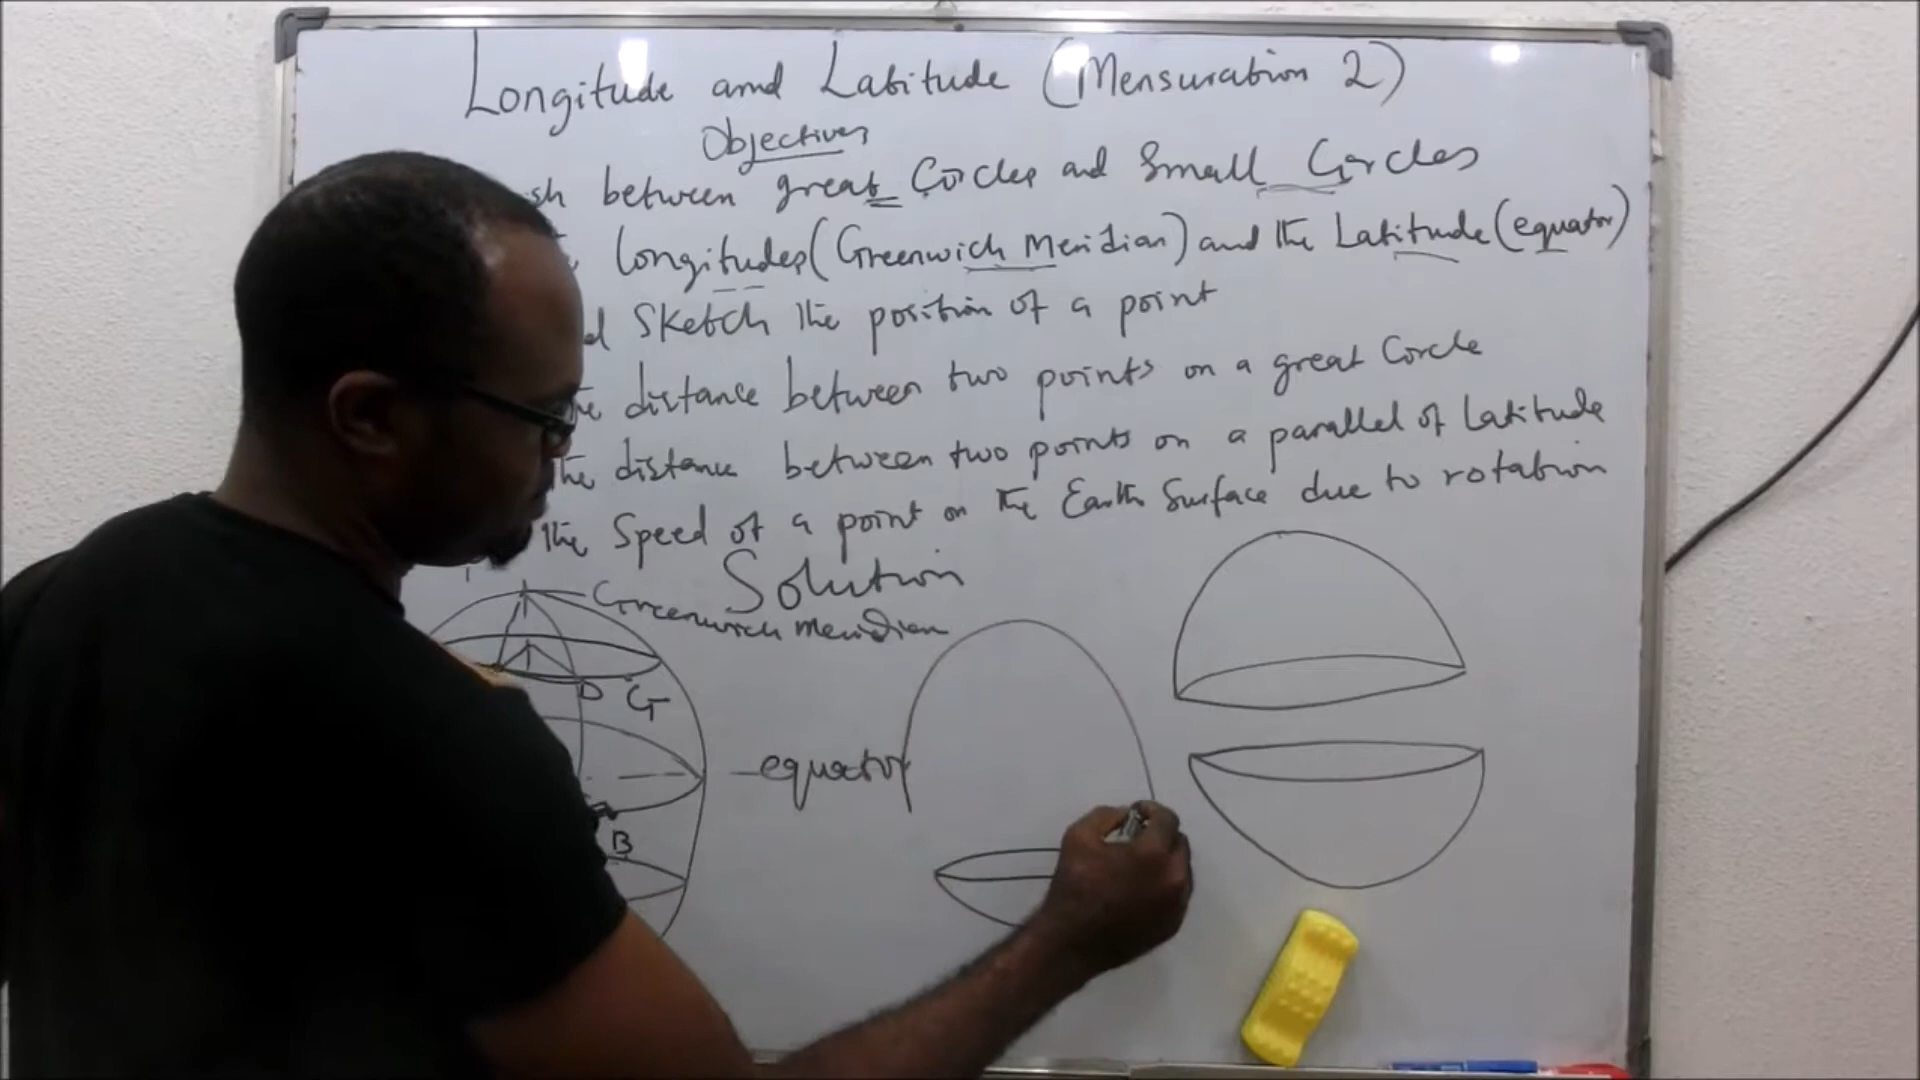 Longitude and Latitude (Mensuration 2)
Objectives
sh between great Circles and Small Circles
longitudes (Greenwich Meridian) and the Latitude (equator)
d Sketch the position of a point
the distance between two points on a great Circle
the distance between two points on a parallel of Latitude
the Speed of a point on the Earth Surface due to rotation
Solution
Greenwich Meridian
D G
equator
B